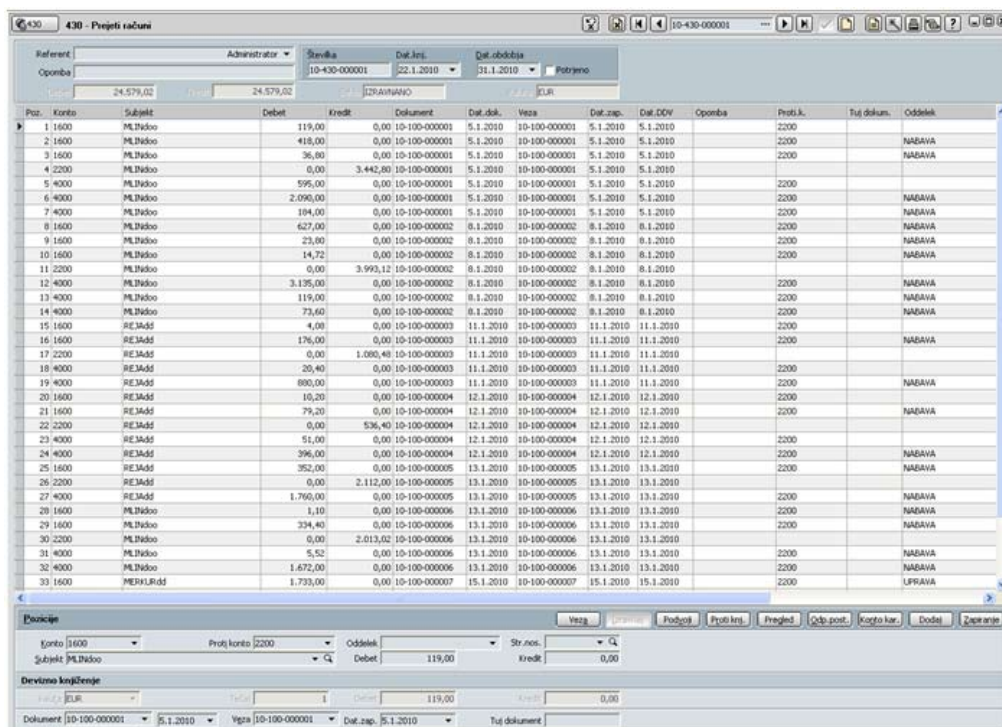 430 430 - Prejeti računi 10-430-000001
Referent Administrator Številka Dat.knj. Dat.obdobja
Opomba 10-430-000001 22.1.2010 31.1.2010 Potrjeno
24.579,02 24.579,02 IZRAVNANO EUR
Poz. Konto Subjekt Debet Kredit Dokument Dat.dok. Veza Dat.zap. Dat.DDV Opomba Proti.k. Tuj dokum. Oddelek
1 1600 MLINdoo 119,00 0,00 10-100-000001 5.1.2010 10-100-000001 5.1.2010 5.1.2010 2200
2 1600 MLINdoo 418,00 0,00 10-100-000001 5.1.2010 10-100-000001 5.1.2010 5.1.2010 2200 NABAVA
3 1600 MLINdoo 36,80 0,00 10-100-000001 5.1.2010 10-100-000001 5.1.2010 5.1.2010 2200 NABAVA
4 2200 MLINdoo 0,00 3.442,80 10-100-000001 5.1.2010 10-100-000001 5.1.2010 5.1.2010
5 4000 MLINdoo 595,00 0,00 10-100-000001 5.1.2010 10-100-000001 5.1.2010 5.1.2010 2200
6 4000 MLINdoo 2.090,00 0,00 10-100-000001 5.1.2010 10-100-000001 5.1.2010 5.1.2010 2200 NABAVA
7 4000 MLINdoo 184,00 0,00 10-100-000001 5.1.2010 10-100-000001 5.1.2010 5.1.2010 2200 NABAVA
8 1600 MLINdoo 627,00 0,00 10-100-000002 8.1.2010 10-100-000002 8.1.2010 8.1.2010 2200 NABAVA
9 1600 MLINdoo 23,80 0,00 10-100-000002 8.1.2010 10-100-000002 8.1.2010 8.1.2010 2200 NABAVA
10 1600 MLINdoo 14,72 0,00 10-100-000002 8.1.2010 10-100-000002 8.1.2010 8.1.2010 2200 NABAVA
11 2200 MLINdoo 0,00 3.993,12 10-100-000002 8.1.2010 10-100-000002 8.1.2010 8.1.2010
12 4000 MLINdoo 3.135,00 0,00 10-100-000002 8.1.2010 10-100-000002 8.1.2010 8.1.2010 2200 NABAVA
13 4000 MLINdoo 119,00 0,00 10-100-000002 8.1.2010 10-100-000002 8.1.2010 8.1.2010 2200 NABAVA
14 4000 MLINdoo 73,60 0,00 10-100-000002 8.1.2010 10-100-000002 8.1.2010 8.1.2010 2200 NABAVA
15 1600 REJAdd 4,08 0,00 10-100-000003 11.1.2010 10-100-000003 11.1.2010 11.1.2010 2200
16 1600 REJAdd 176,00 0,00 10-100-000003 11.1.2010 10-100-000003 11.1.2010 11.1.2010 2200 NABAVA
17 2200 REJAdd 0,00 1.080,48 10-100-000003 11.1.2010 10-100-000003 11.1.2010 11.1.2010
18 4000 REJAdd 20,40 0,00 10-100-000003 11.1.2010 10-100-000003 11.1.2010 11.1.2010 2200
19 4000 REJAdd 880,00 0,00 10-100-000003 11.1.2010 10-100-000003 11.1.2010 11.1.2010 2200 NABAVA
20 1600 REJAdd 10,20 0,00 10-100-000004 12.1.2010 10-100-000004 12.1.2010 12.1.2010 2200
21 1600 REJAdd 79,20 0,00 10-100-000004 12.1.2010 10-100-000004 12.1.2010 12.1.2010 2200 NABAVA
22 2200 REJAdd 0,00 536,40 10-100-000004 12.1.2010 10-100-000004 12.1.2010 12.1.2010
23 4000 REJAdd 51,00 0,00 10-100-000004 12.1.2010 10-100-000004 12.1.2010 12.1.2010 2200
24 4000 REJAdd 396,00 0,00 10-100-000004 12.1.2010 10-100-000004 12.1.2010 12.1.2010 2200 NABAVA
25 1600 REJAdd 352,00 0,00 10-100-000005 13.1.2010 10-100-000005 13.1.2010 13.1.2010 2200 NABAVA
26 2200 REJAdd 0,00 2.112,00 10-100-000005 13.1.2010 10-100-000005 13.1.2010 13.1.2010
27 4000 REJAdd 1.760,00 0,00 10-100-000005 13.1.2010 10-100-000005 13.1.2010 13.1.2010 2200 NABAVA
28 1600 MLINdoo 1,10 0,00 10-100-000006 13.1.2010 10-100-000006 13.1.2010 13.1.2010 2200 NABAVA
29 1600 MLINdoo 334,40 0,00 10-100-000006 13.1.2010 10-100-000006 13.1.2010 13.1.2010 2200 NABAVA
30 2200 MLINdoo 0,00 2.013,02 10-100-000006 13.1.2010 10-100-000006 13.1.2010 13.1.2010
31 4000 MLINdoo 5,52 0,00 10-100-000006 13.1.2010 10-100-000006 13.1.2010 13.1.2010 2200 NABAVA
32 4000 MLINdoo 1.672,00 0,00 10-100-000006 13.1.2010 10-100-000006 13.1.2010 13.1.2010 2200 NABAVA
33 1600 MERKURdd 1.733,00 0,00 10-100-000007 15.1.2010 10-100-000007 15.1.2010 15.1.2010 2200 UPRAVA
Pozicije Veza Podvoji Proti knj. Pregled Odp.post. Konto kar. Dodaj Zapiranje
Konto 1600 Proti konto 2200 Oddelek Str.nos.
Subjekt MLINdoo Debet 119,00 Kredit 0,00
Devizno knjiženje
EUR 1 119,00 0,00
Dokument 10-100-000001 5.1.2010 Veza 10-100-000001 Dat.zap. 5.1.2010 Tuj dokument